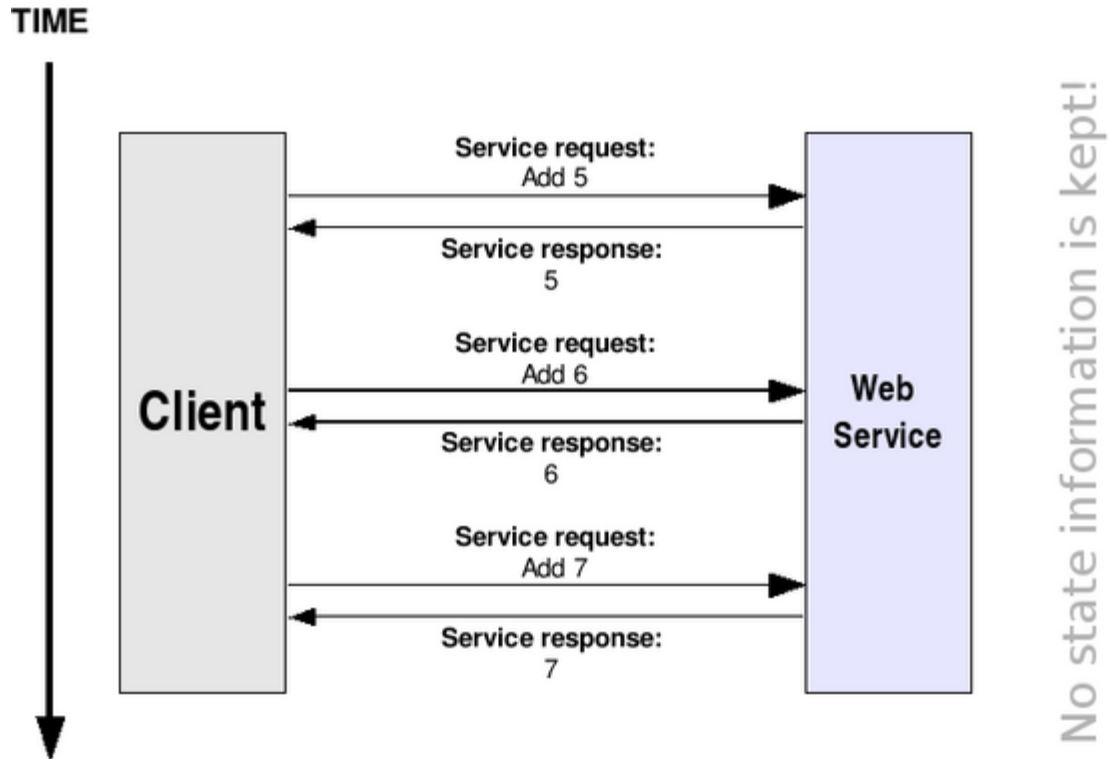 TIME
Service request:
Add 5
Service response:
5
Service request:
Add 6
Service response:
6
Service request:
Add 7
Service response:
7
Client
Web
Service
No state information is kept!